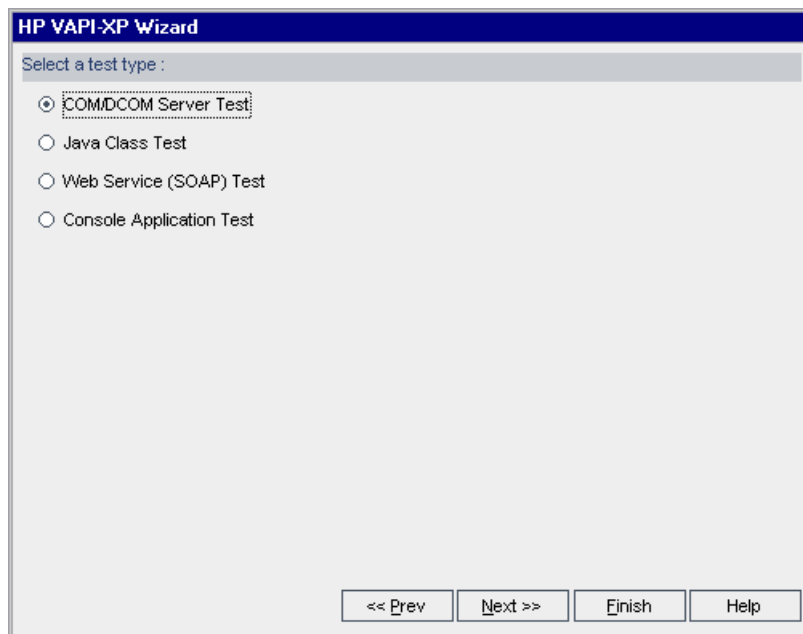 HP VAPI-XP Wizard
Select a test type :
COM/DCOM Server Test
Java Class Test
Web Service (SOAP) Test
Console Application Test
<< Prev Next >> Finish Help